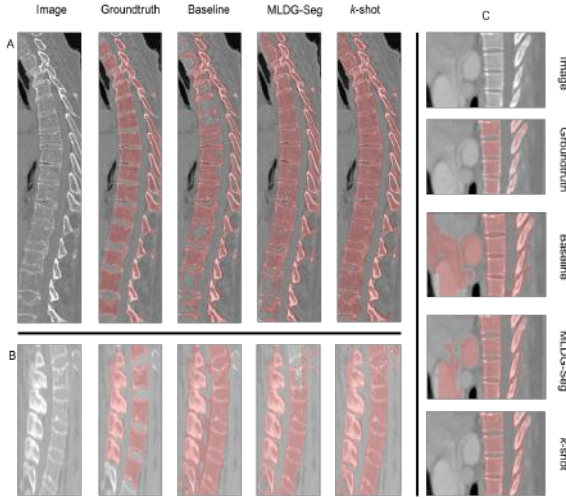 Image Groundtruth Baseline MLDG-Seg k-shot C
A
B
Image
Groundtruth
Baseline
MLDG-Seg
k-shot